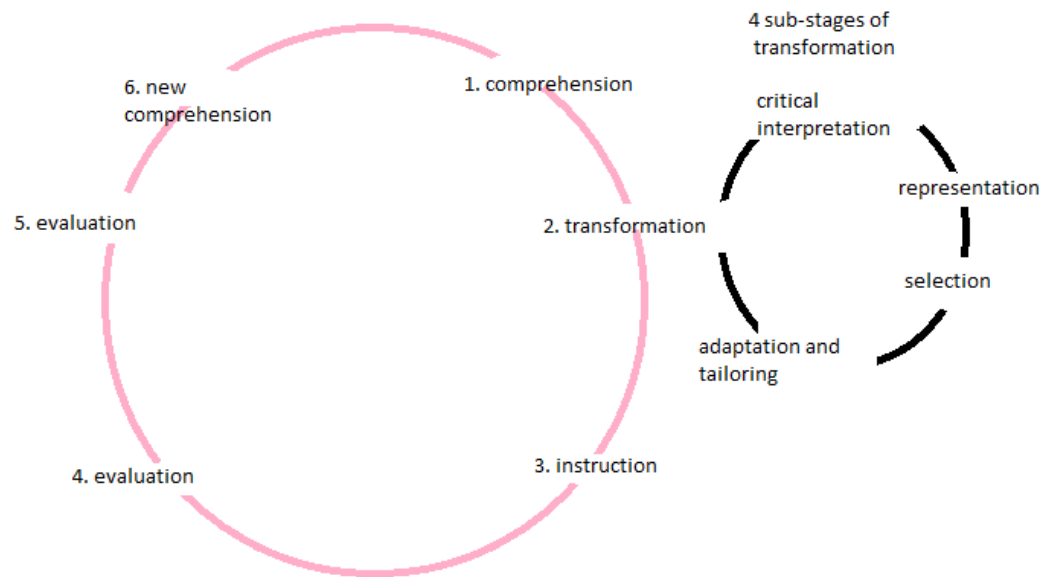 1. comprehension
2. transformation
3. instruction
4. evaluation
5. evaluation
6. new
comprehension
4 sub-stages of
transformation
critical
interpretation
representation
selection
adaptation and
tailoring